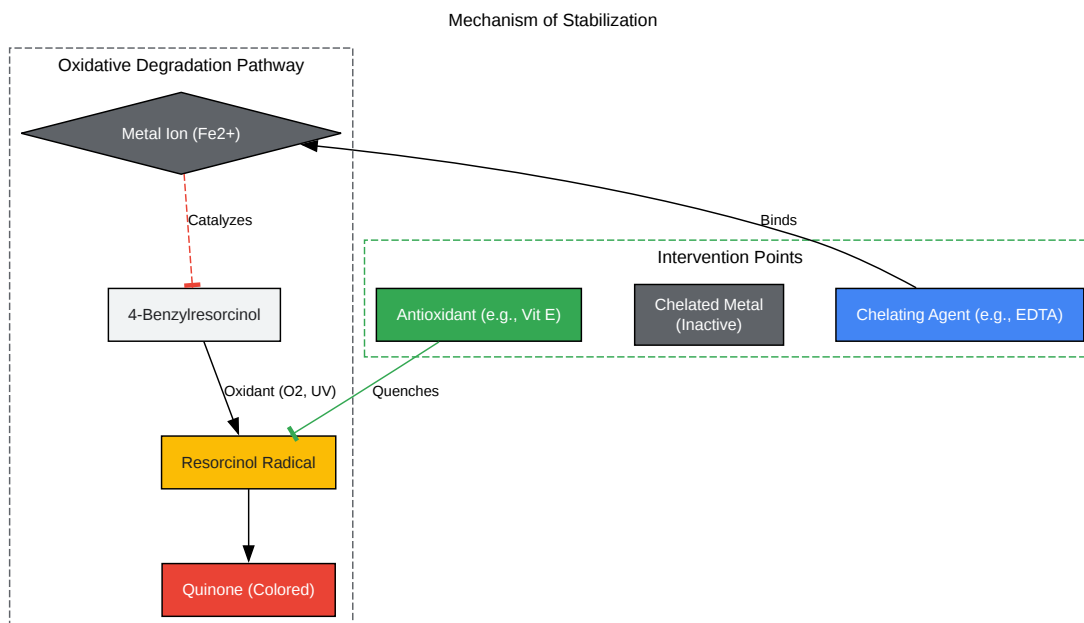 Mechanism of Stabilization
Oxidative Degradation Pathway
Metal Ion (Fe2+)
Catalyzes
Binds
Intervention Points
4-Benzylresorcinol
Antioxidant (e.g., Vit E)
Chelated Metal
(Inactive)
Chelating Agent (e.g., EDTA)
Oxidant (O2, UV)
Quenches
Resorcinol Radical
Quinone (Colored)